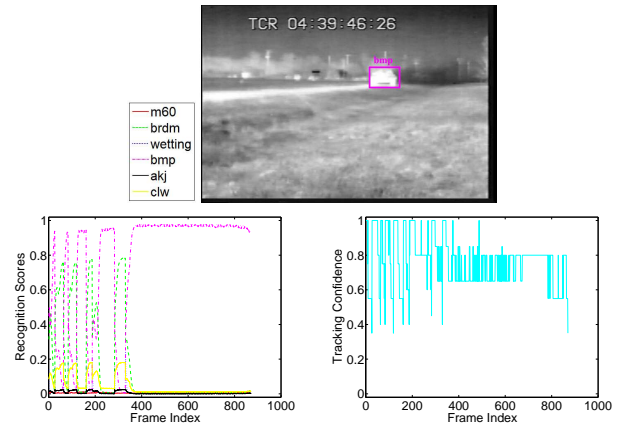 TCR 04:39:46:26
bmp
m60
brdm
wetting
bmp
akj
clw
1
0.8
0.6
0.4
0.2
0
0 200 400 600 800 1000
Recognition Scores
Frame Index
1
0.8
0.6
0.4
0.2
0
0 200 400 600 800 1000
Tracking Confidence
Frame Index